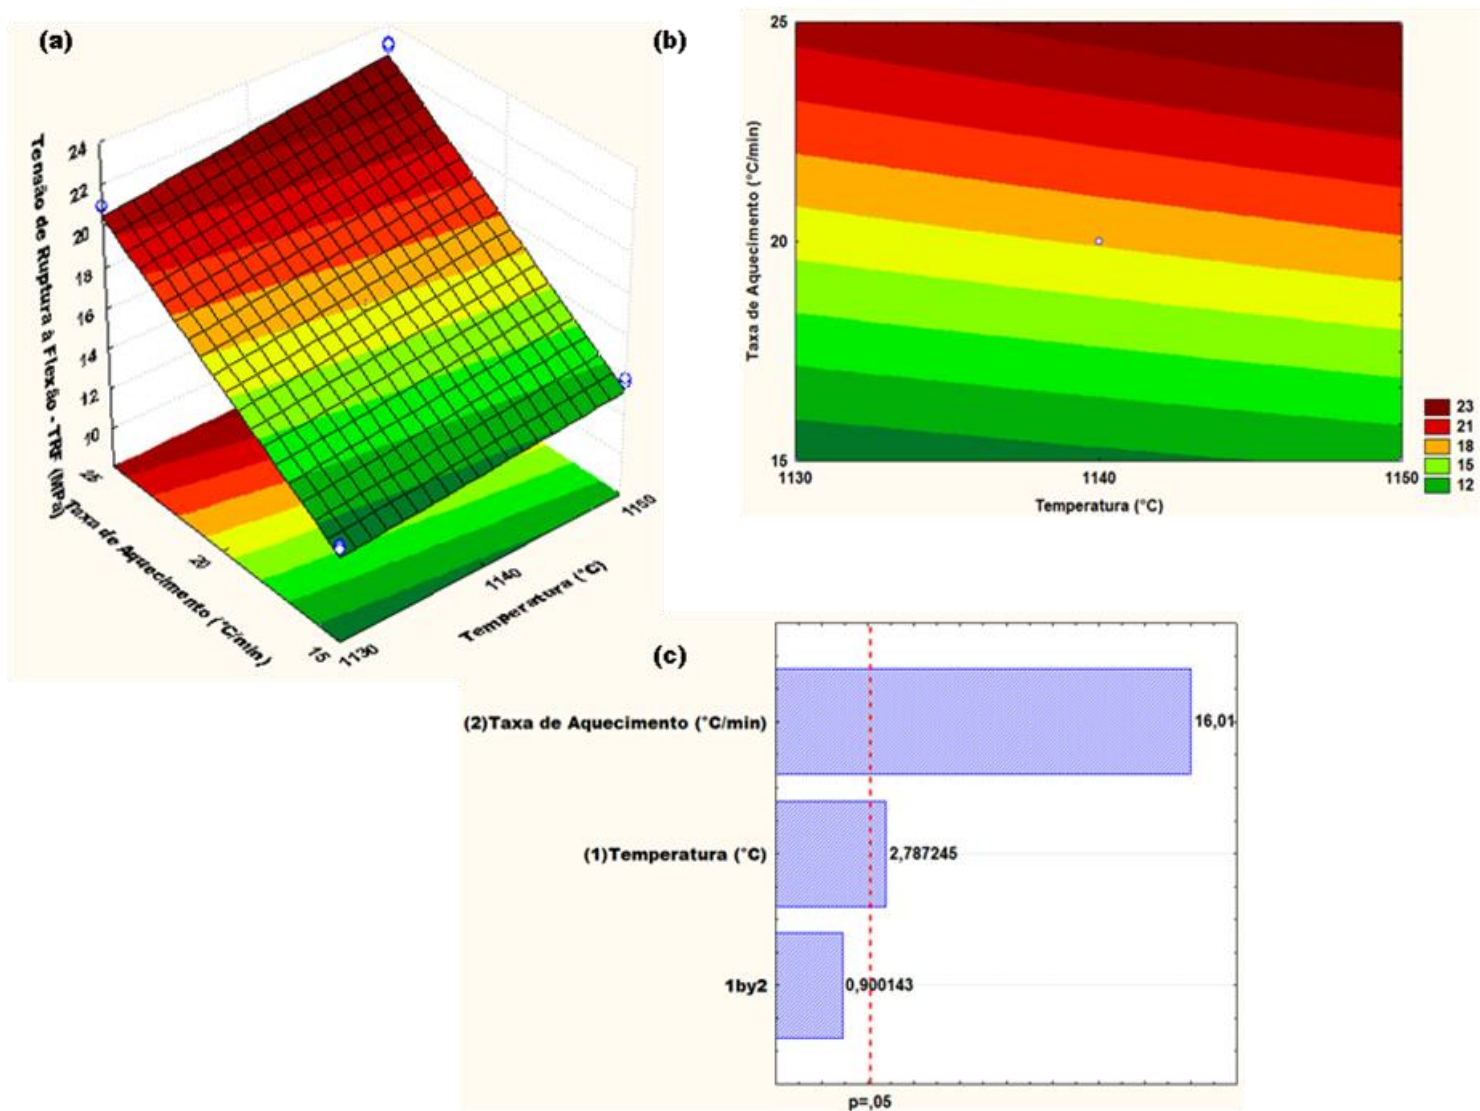 (a)
Tensão de Ruptura à Flexão - TRF (MPa)
24
22
20
18
16
14
12
10
25
20
15
Taxa de Aquecimento (°C/min)
1130
1140
1150
Temperatura (°C)
(b)
Taxa de Aquecimento (°C/min)
25
20
15
1130
1140
1150
Temperatura (°C)
23
21
18
15
12
(c)
(2)Taxa de Aquecimento (°C/min)
16,01
(1)Temperatura (°C)
2,787245
1by2
0,900143
p=,05